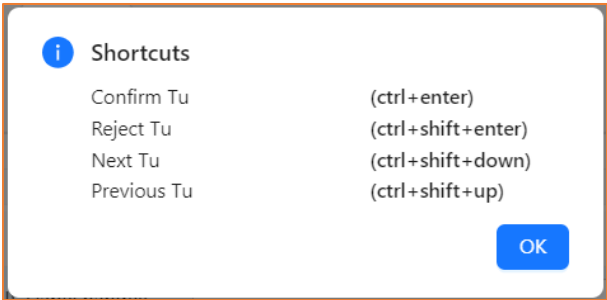 Shortcuts
Confirm Tu (ctrl+enter)
Reject Tu (ctrl+shift+enter)
Next Tu (ctrl+shift+down)
Previous Tu (ctrl+shift+up)
OK